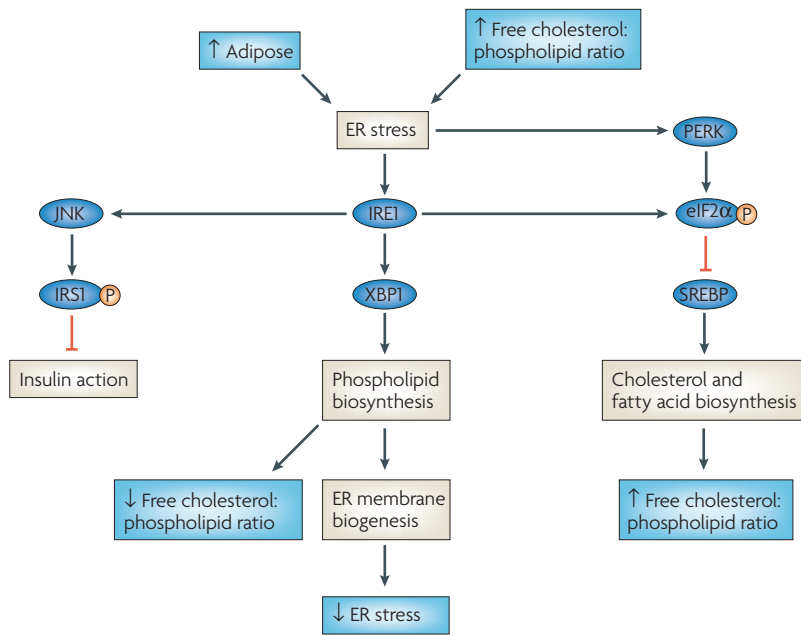 ↑ Adipose
↑ Free cholesterol:
phospholipid ratio
ER stress
PERK
JNK
IRE1
eIF2α
P
IRS1
P
XBP1
SREBP
Insulin action
Phospholipid
biosynthesis
Cholesterol and
fatty acid biosynthesis
↓ Free cholesterol:
phospholipid ratio
ER membrane
biogenesis
↑ Free cholesterol:
phospholipid ratio
↓ ER stress